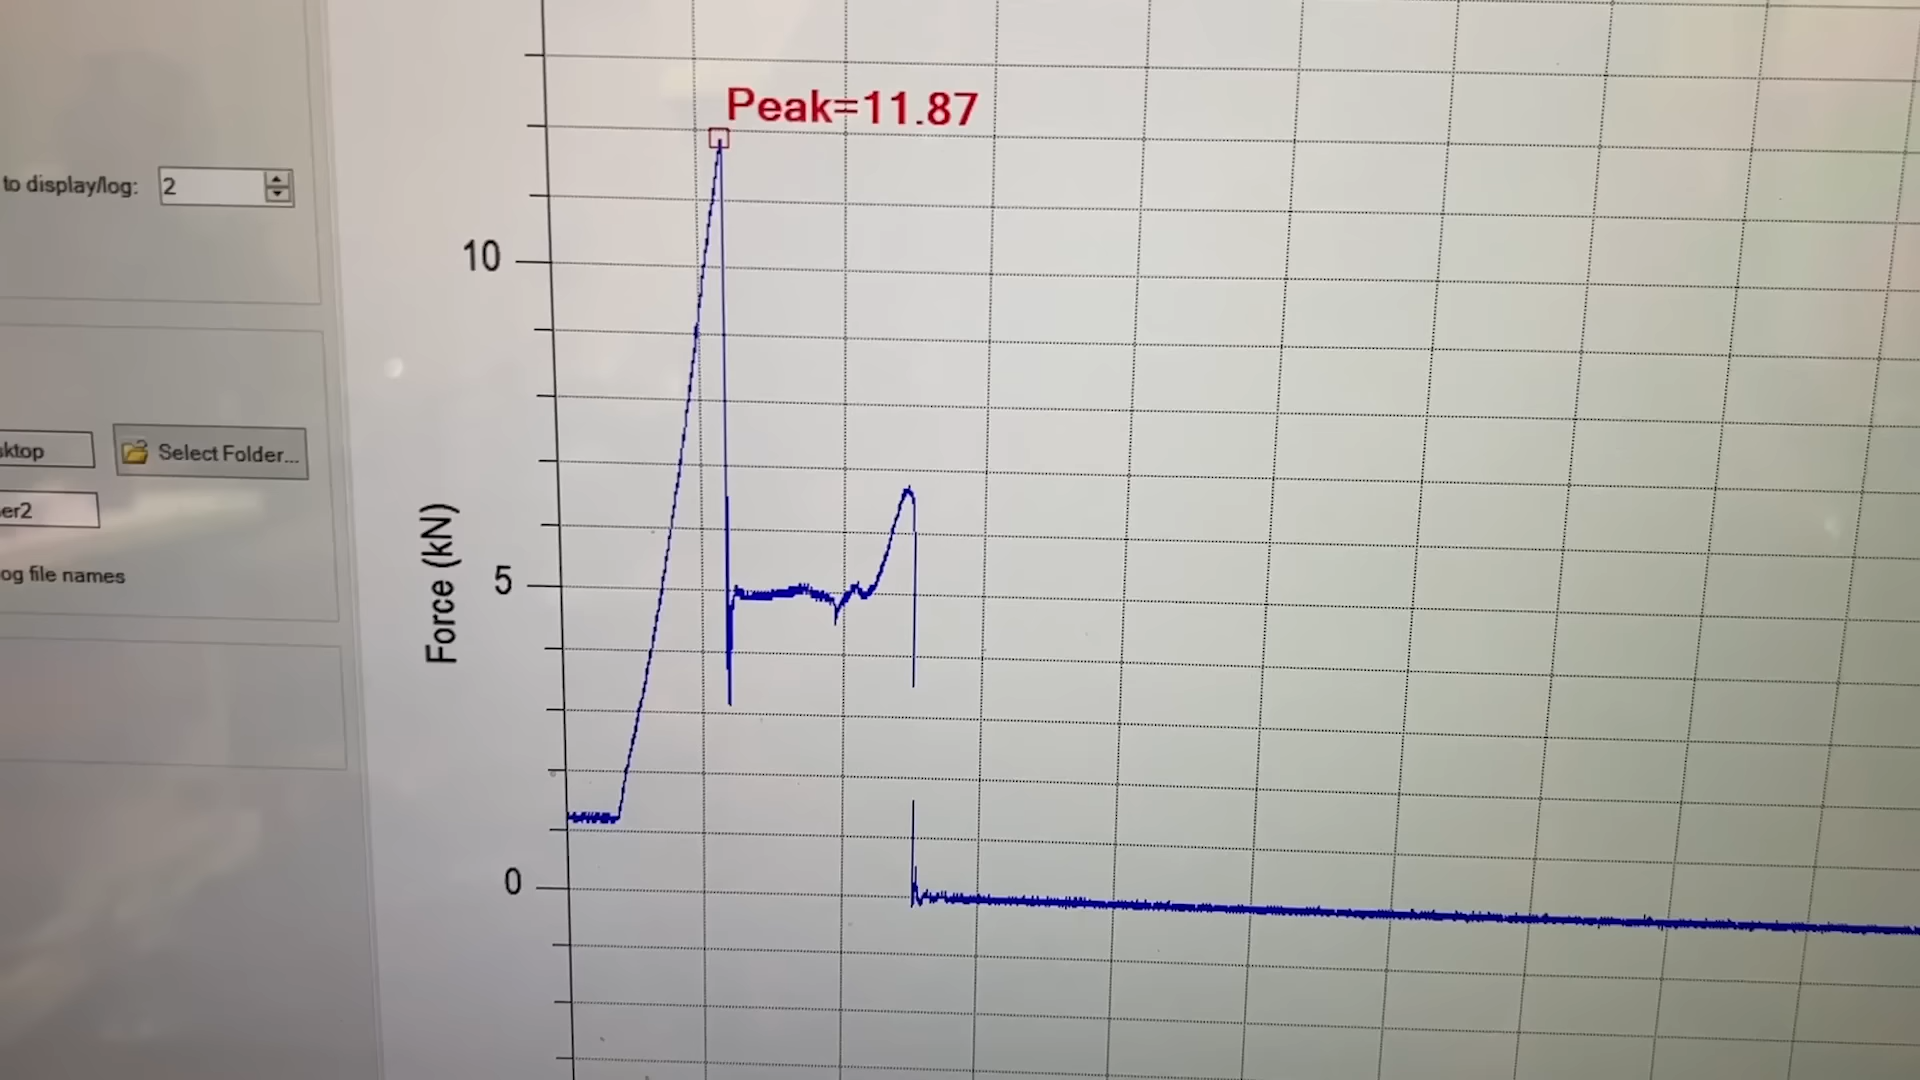 Peak=11.87
to display/log: 2
10
ktop
Select Folder...
er2
og file names
Force (kN)
5
0